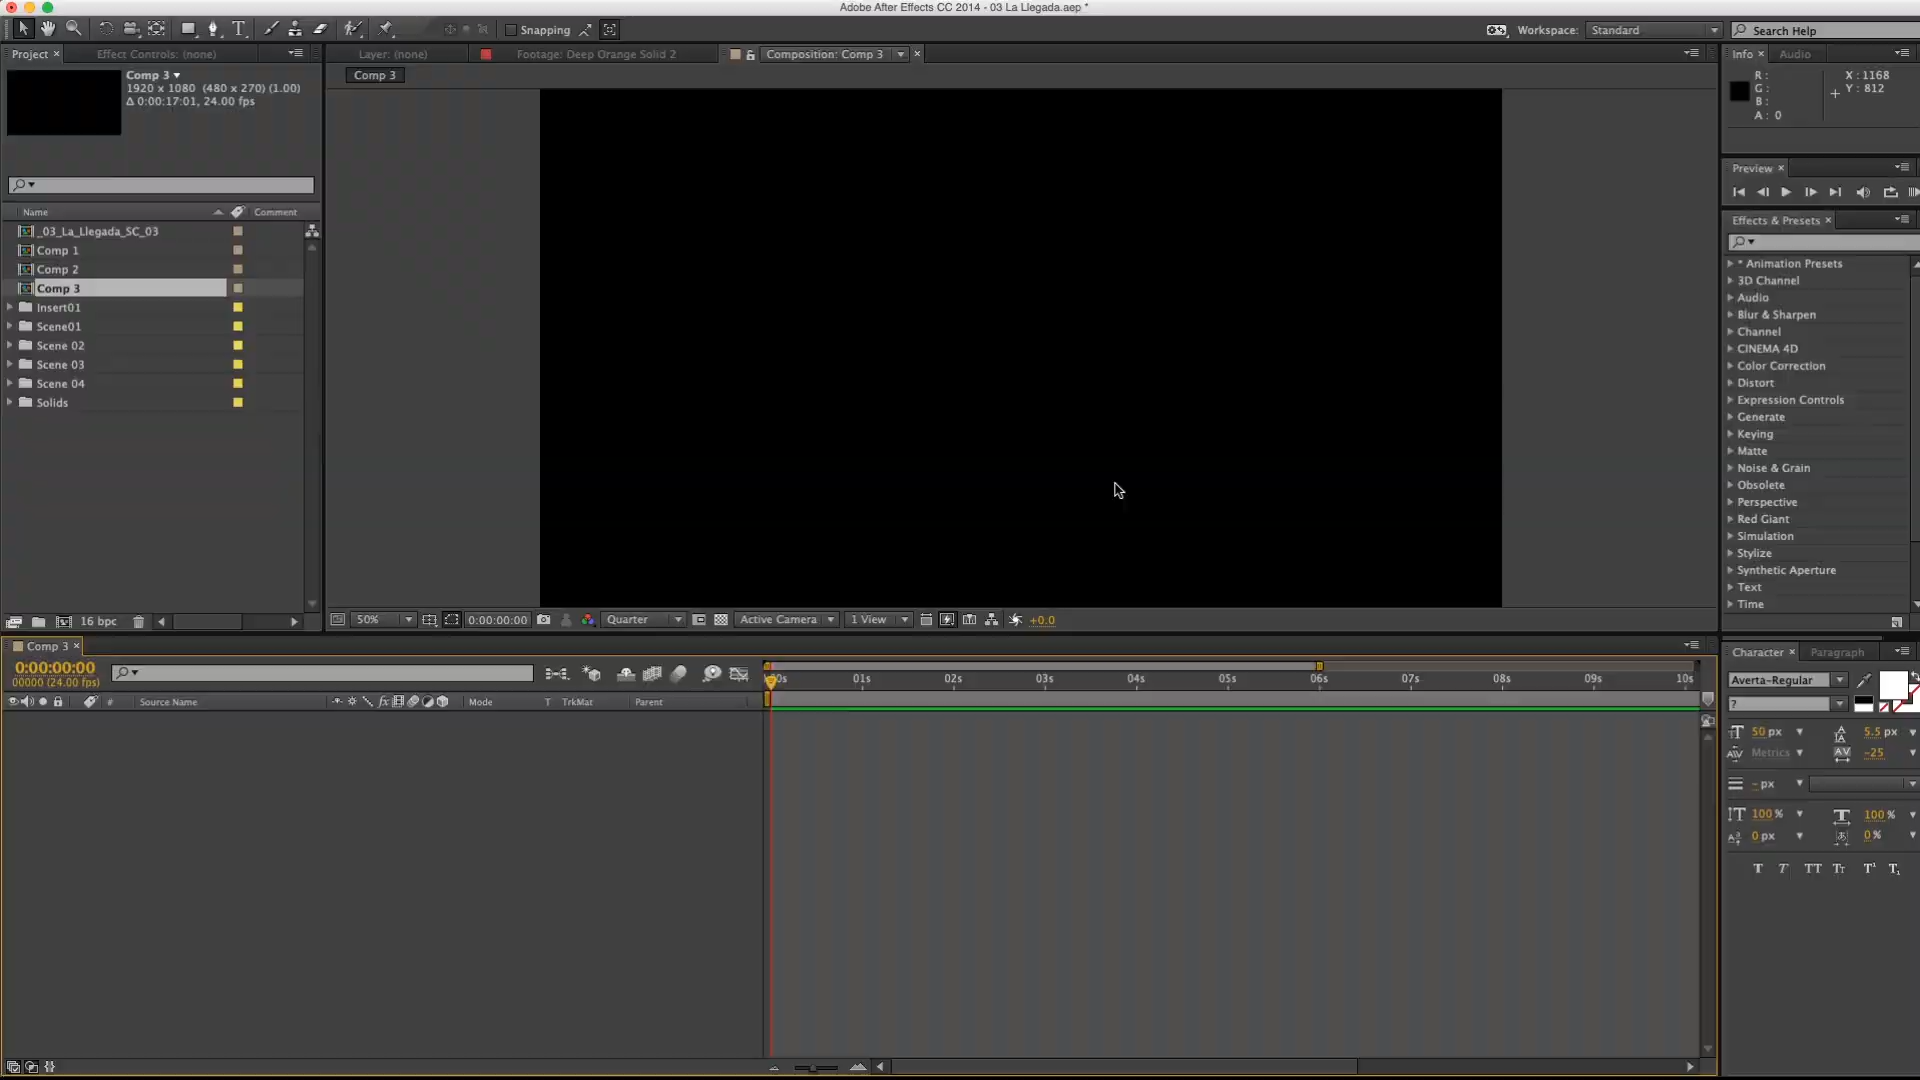 Adobe After Effects CC 2014 - 03 La Llegada.aep *
Snapping
Workspace: Standard
Search Help
Project
Effect Controls: (none)
Layer: (none)
Footage: Deep Orange Solid 2
Composition: Comp 3
Info
Audio
Comp 3
1920 x 1080 (480 x 270) (1.00)
Δ 0:00:17:01, 24.00 fps
Comp 3
R :
G :
B :
A : 0
X : 1168
Y : 812
Preview
Effects & Presets
Name
Comment
_03_La_Llegada_SC_03
Comp 1
Comp 2
Comp 3
Insert01
Scene01
Scene 02
Scene 03
Scene 04
Solids
* Animation Presets
3D Channel
Audio
Blur & Sharpen
Channel
CINEMA 4D
Color Correction
Distort
Expression Controls
Generate
Keying
Matte
Noise & Grain
Obsolete
Perspective
Red Giant
Simulation
Stylize
Synthetic Aperture
Text
Time
16 bpc
50%
0:00:00:00
Quarter
Active Camera
1 View
+0.0
Comp 3
0:00:00:00
00000 (24.00 fps)
0s 01s 02s 03s 04s 05s 06s 07s 08s 09s 10s
# Source Name
fx
Mode
T TrkMat
Parent
Character
Paragraph
Averta-Regular
?
50 px
5.5 px
Metrics
-25
- px
100 %
100 %
0 px
0 %
T T TT Tt T¹ T₁